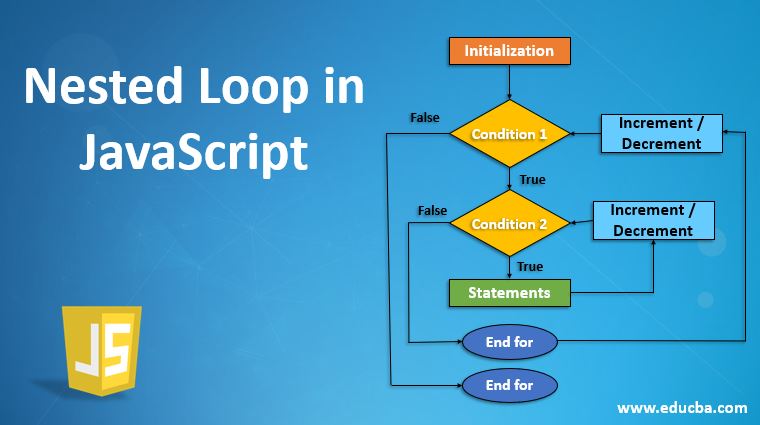 Nested Loop in
JavaScript
Initialization
False
Condition 1
Increment /
Decrement
True
False
Condition 2
Increment /
Decrement
True
Statements
End for
End for
JS
www.educba.com